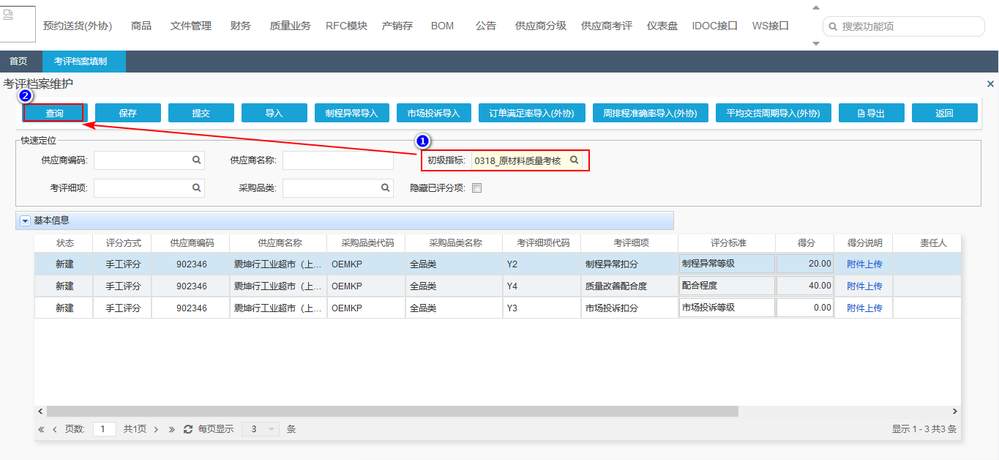 预约送货(外协) 商品 文件管理 财务 质量业务 RFC模块 产销存 BOM 公告 供应商分级 供应商考评 仪表盘 IDOC接口 WS接口 搜索功能项
首页 考评档案填制
考评档案维护
2
查询 保存 提交 导入 制程异常导入 市场投诉导入 订单满足率导入(外协) 周排程准确率导入(外协) 平均交货周期导入(外协) 导出 返回
快速定位
1
供应商编码: 供应商名称: 初级指标: 0318_原材料质量考核
考评细项: 采购品类: 隐藏已评分项:
基本信息
状态 评分方式 供应商编码 供应商名称 采购品类代码 采购品类名称 考评细项代码 考评细项 评分标准 得分 得分说明 责任人
新建 手工评分 902346 震坤行工业超市（上... OEMKP 全品类 Y2 制程异常扣分 制程异常等级 20.00 附件上传
新建 手工评分 902346 震坤行工业超市（上... OEMKP 全品类 Y4 质量改善配合度 配合程度 40.00 附件上传
新建 手工评分 902346 震坤行工业超市（上... OEMKP 全品类 Y3 市场投诉扣分 市场投诉等级 0.00 附件上传
页数: 1 共1页 每页显示 3 条 显示 1 - 3 共3 条